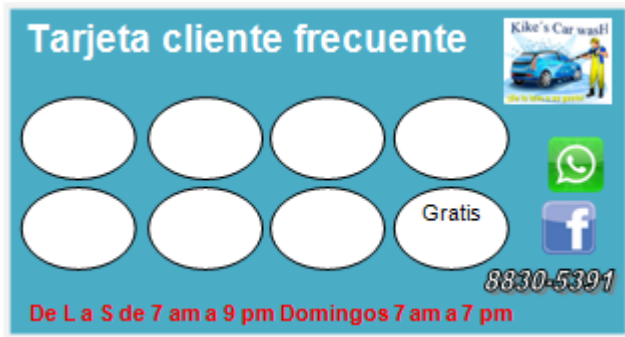 Tarjeta cliente frecuente
Kike´s Car wasH
Gratis
8830-5391
De L a S de 7 am a 9 pm Domingos 7 am a 7 pm